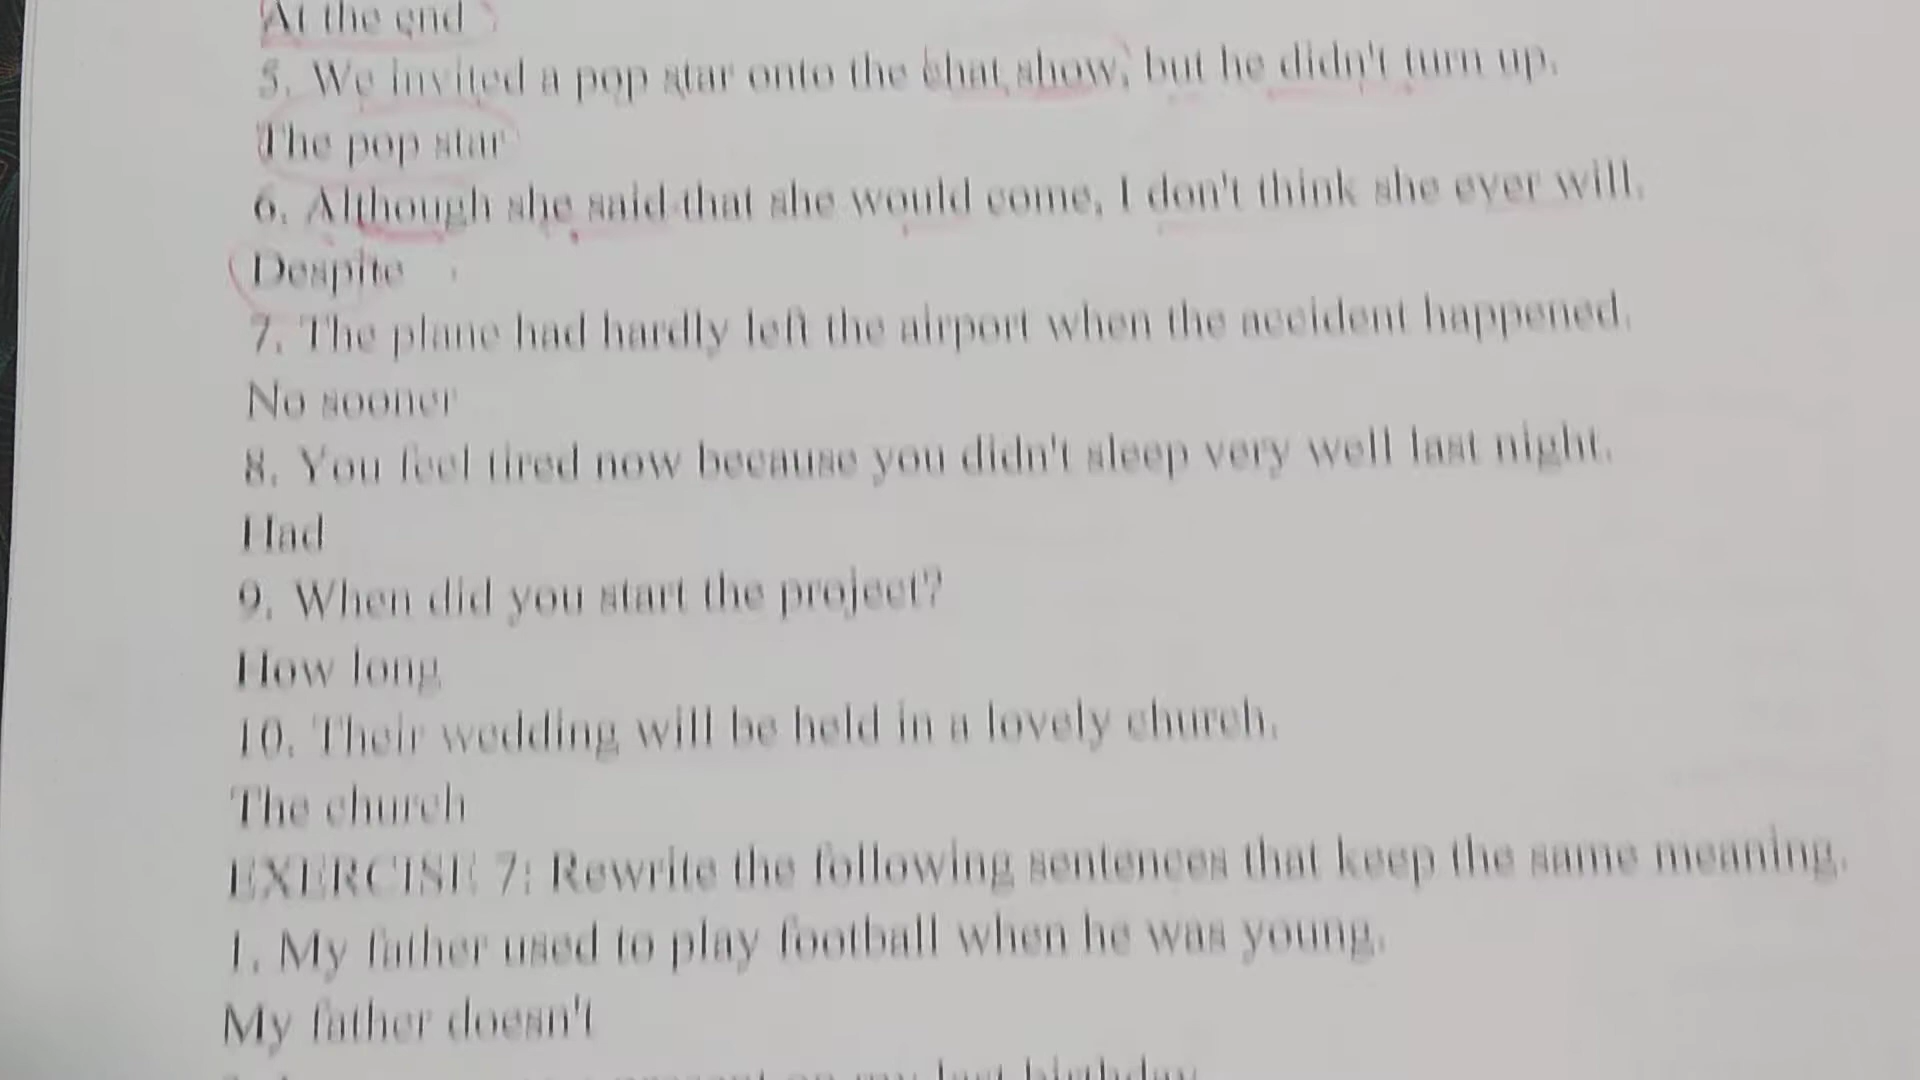 At the end
5. We invited a pop star onto the chat show, but he didn't turn up.
The pop star
6. Although she said that she would come, I don't think she ever will.
Despite
7. The plane had hardly left the airport when the accident happened.
No sooner
8. You feel tired now because you didn't sleep very well last night.
Had
9. When did you start the project?
How long
10. Their wedding will be held in a lovely church.
The church
EXERCISE 7: Rewrite the following sentences that keep the same meaning.
1. My father used to play football when he was young.
My father doesn't
present on my last birthday